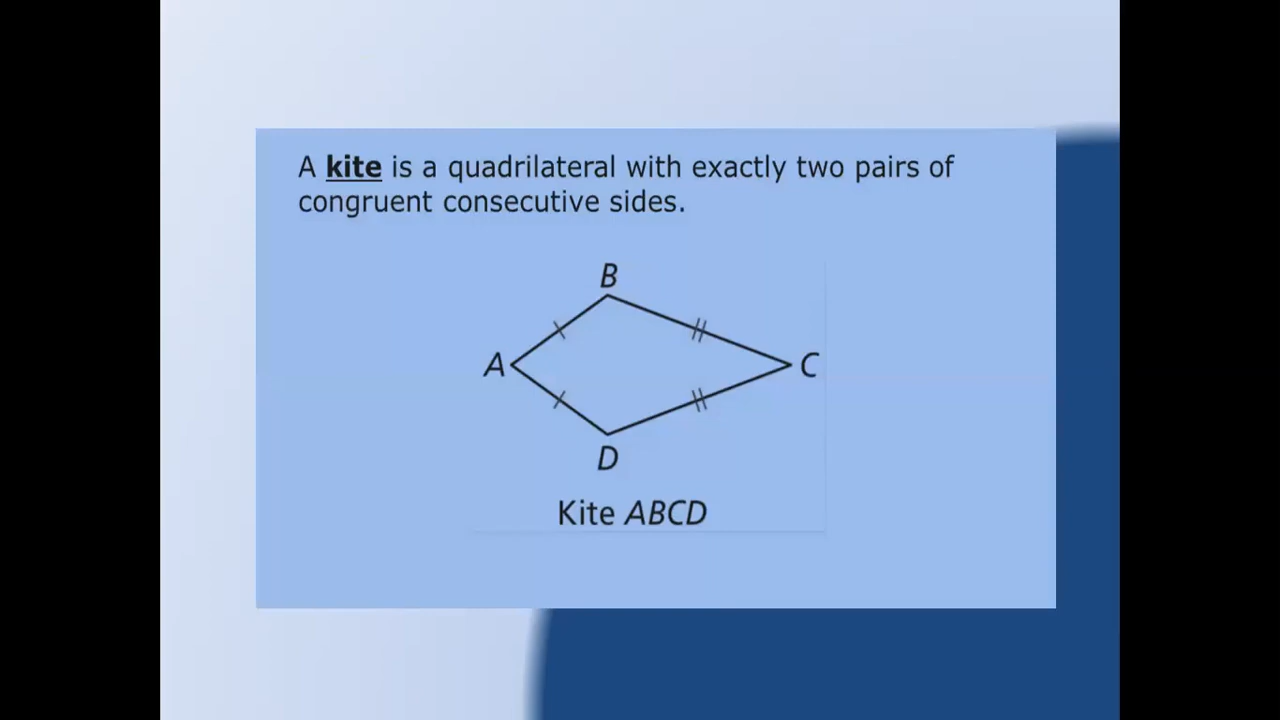 A kite is a quadrilateral with exactly two pairs of
congruent consecutive sides.
B
A
C
D
Kite ABCD